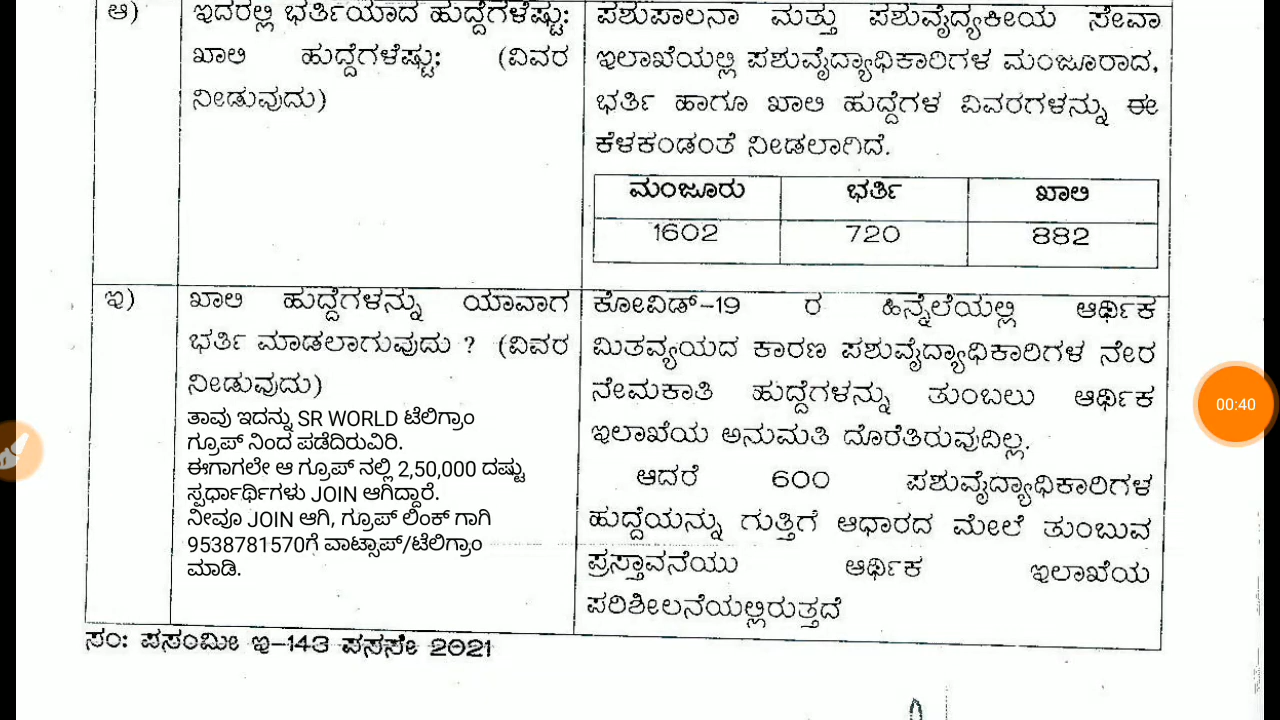 ಆ)
ಇದರಲ್ಲಿ ಭರ್ತಿಯಾದ ಹುದ್ದೆಗಳೆಷ್ಟು:
ಖಾಲಿ ಹುದ್ದೆಗಳೆಷ್ಟು; (ವಿವರ
ನೀಡುವುದು)
ಪಶುಪಾಲನಾ ಮತ್ತು ಪಶುವೈದ್ಯಕೀಯ ಸೇವಾ
ಇಲಾಖೆಯಲ್ಲಿ ಪಶುವೈದ್ಯಾಧಿಕಾರಿಗಳ ಮಂಜೂರಾದ,
ಭರ್ತಿ ಹಾಗೂ ಖಾಲಿ ಹುದ್ದೆಗಳ ವಿವರಗಳನ್ನು ಈ
ಕೆಳಕಂಡಂತೆ ನೀಡಲಾಗಿದೆ.
ಮಂಜೂರು ಭರ್ತಿ ಖಾಲಿ
1602 720 882
ಇ)
ಖಾಲಿ ಹುದ್ದೆಗಳನ್ನು ಯಾವಾಗ
ಭರ್ತಿ ಮಾಡಲಾಗುವುದು ? (ವಿವರ
ನೀಡುವುದು)
ತಾವು ಇದನ್ನು SR WORLD ಟೆಲಿಗ್ರಾಂ
ಗ್ರೂಪ್ ನಿಂದ ಪಡೆದಿರುವಿರಿ.
ಈಗಾಗಲೇ ಆ ಗ್ರೂಪ್ ನಲ್ಲಿ 2,50,000 ದಷ್ಟು
ಸ್ಪರ್ಧಾರ್ಥಿಗಳು JOIN ಆಗಿದ್ದಾರೆ.
ನೀವೂ JOIN ಆಗಿ, ಗ್ರೂಪ್ ಲಿಂಕ್ ಗಾಗಿ
9538781570ಗೆ ವಾಟ್ಸಾಪ್/ಟೆಲಿಗ್ರಾಂ
ಮಾಡಿ.
ಕೋವಿಡ್-19 ರ ಹಿನ್ನೆಲೆಯಲ್ಲಿ ಆರ್ಥಿಕ
ಮಿತವ್ಯಯದ ಕಾರಣ ಪಶುವೈದ್ಯಾಧಿಕಾರಿಗಳ ನೇರ
ನೇಮಕಾತಿ ಹುದ್ದೆಗಳನ್ನು ತುಂಬಲು ಆರ್ಥಿಕ
ಇಲಾಖೆಯ ಅನುಮತಿ ದೊರೆತಿರುವುದಿಲ್ಲ.
ಆದರೆ 600 ಪಶುವೈದ್ಯಾಧಿಕಾರಿಗಳ
ಹುದ್ದೆಯನ್ನು ಗುತ್ತಿಗೆ ಆಧಾರದ ಮೇಲೆ ತುಂಬುವ
ಪ್ರಸ್ತಾವನೆಯು ಆರ್ಥಿಕ ಇಲಾಖೆಯ
ಪರಿಶೀಲನೆಯಲ್ಲಿರುತ್ತದೆ
ಸಂ: ಪಸಂಮೀ ಇ-143 ಪಸಸೇ 2021
00:40